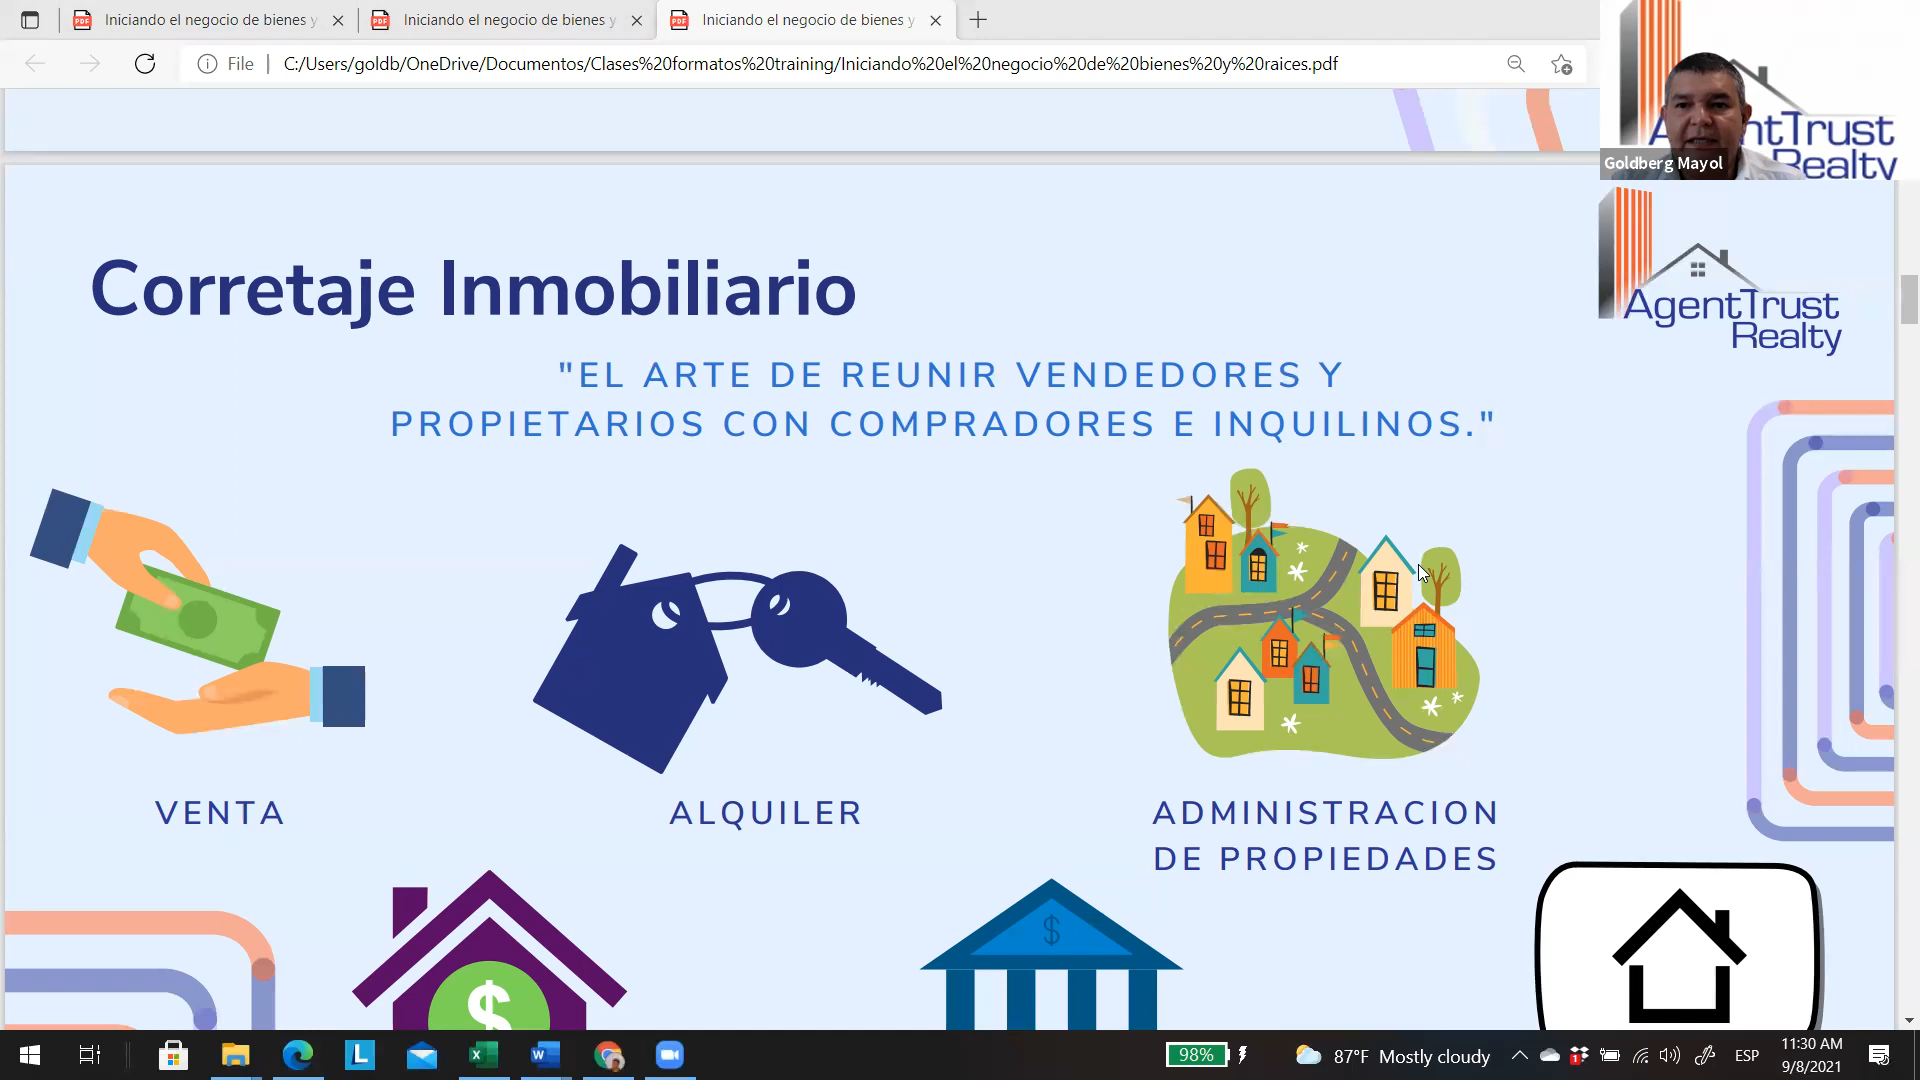 Iniciando el negocio de bienes y
Iniciando el negocio de bienes y
Iniciando el negocio de bienes y
File
C:/Users/goldb/OneDrive/Documentos/Clases%20formatos%20training/Iniciando%20el%20negocio%20de%20bienes%20y%20raices.pdf
ntTrust
Realty
Goldberg Mayol
AgentTrust
Realty
Corretaje Inmobiliario
"EL ARTE DE REUNIR VENDEDORES Y
PROPIETARIOS CON COMPRADORES E INQUILINOS."
VENTA
ALQUILER
ADMINISTRACION
DE PROPIEDADES
$
$
98%
87°F Mostly cloudy
ESP
11:30 AM
9/8/2021